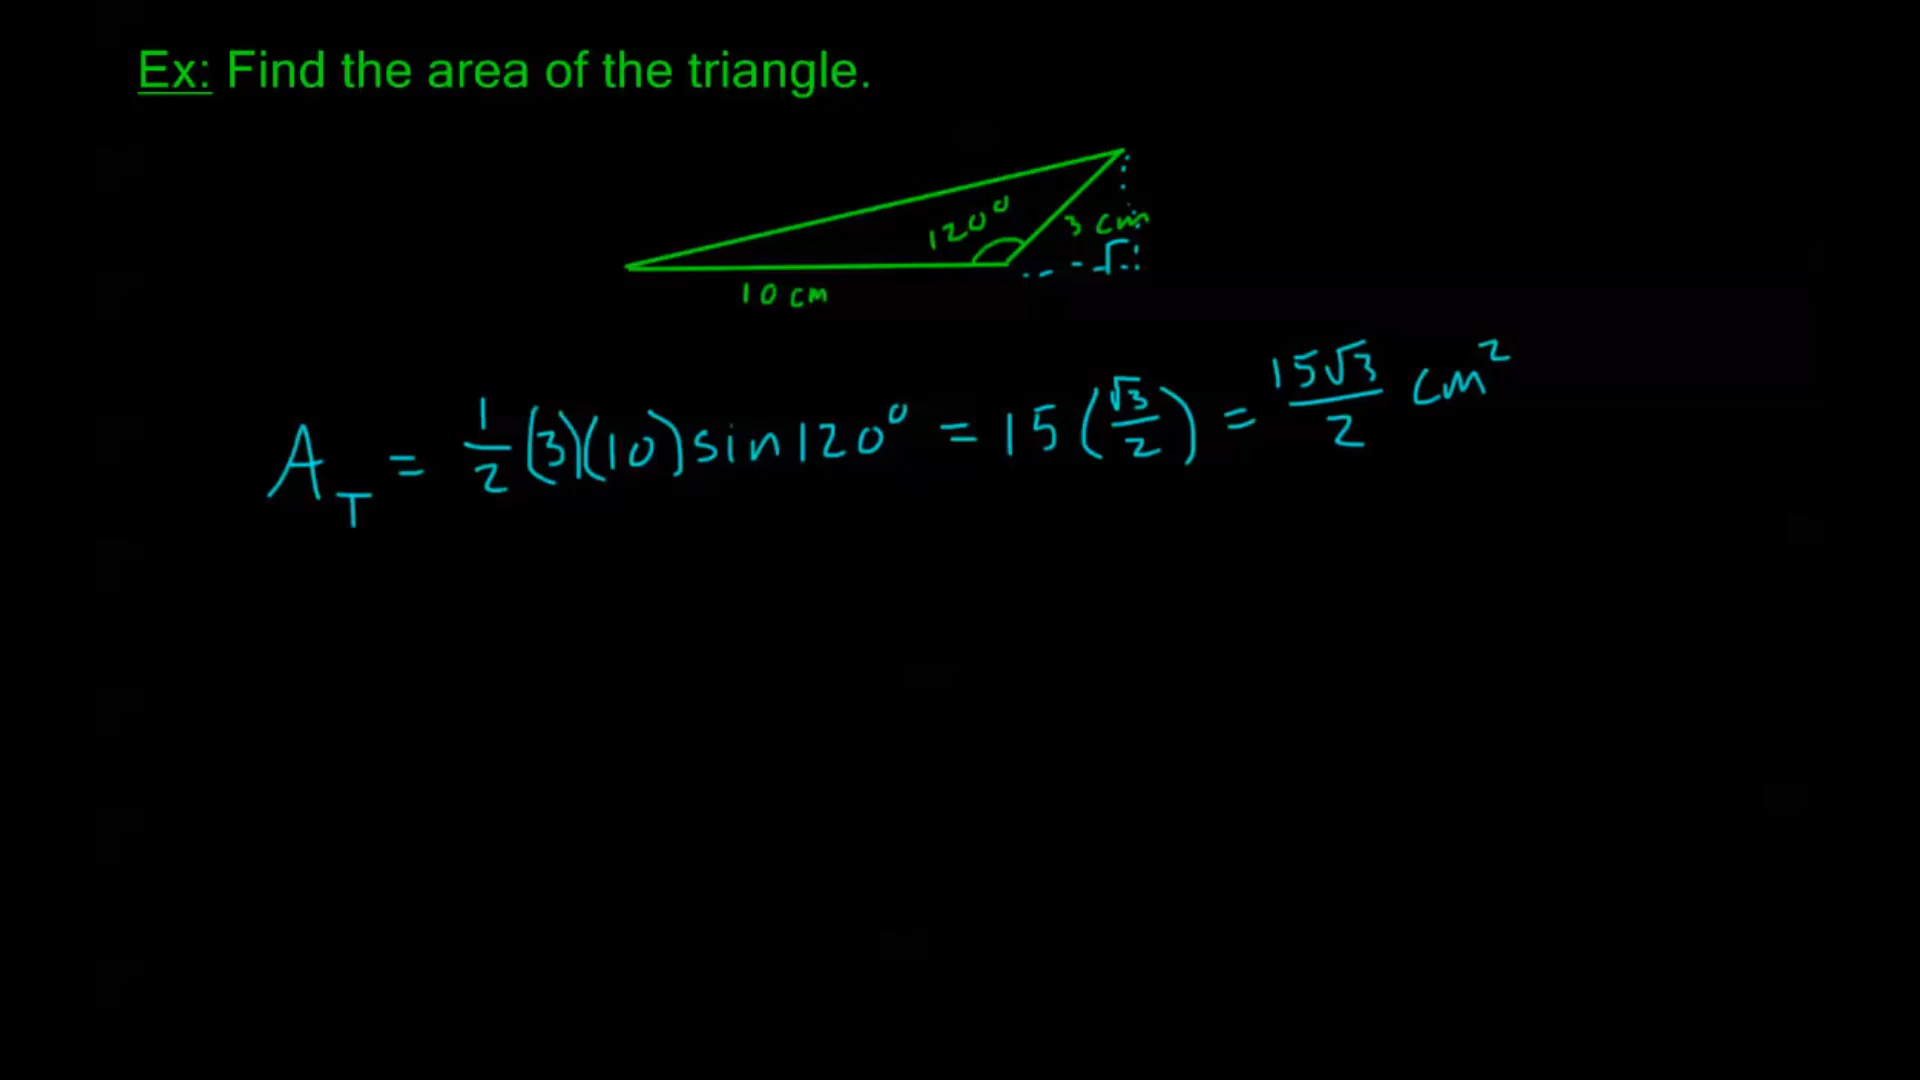 Ex: Find the area of the triangle.
120°
3 cm
10 cm
A_T = 1/2 (3)(10) sin 120° = 15 (√3/2) = 15√3/2 cm²